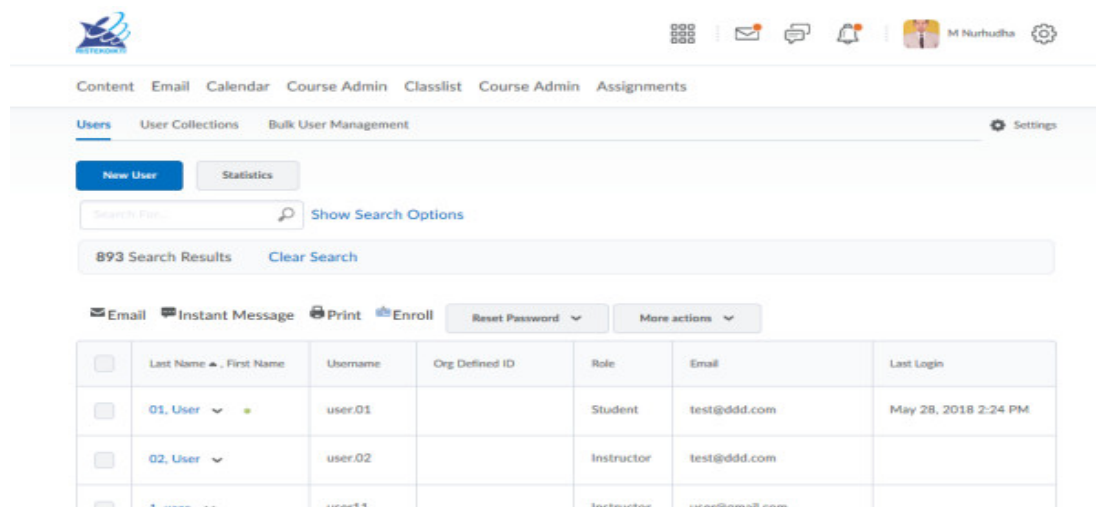 RISTEKDIKTI
M Nurhudha
Content Email Calendar Course Admin Classlist Course Admin Assignments
Users User Collections Bulk User Management Settings
New User Statistics
Search For... Show Search Options
893 Search Results Clear Search
Email Instant Message Print Enroll Reset Password More actions
Last Name , First Name Username Org Defined ID Role Email Last Login
01, User user.01 Student test@ddd.com May 28, 2018 2:24 PM
02, User user.02 Instructor test@ddd.com